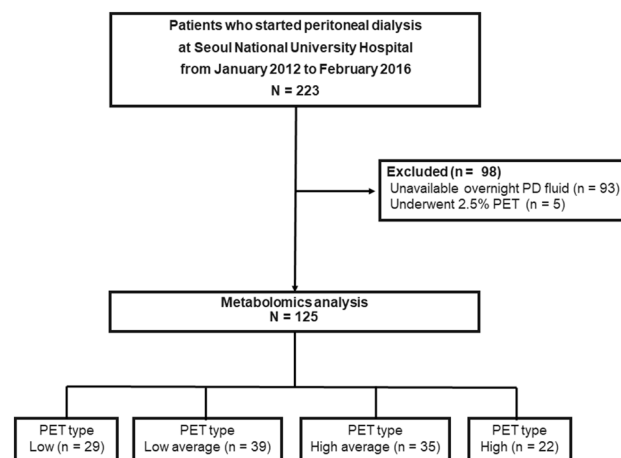 Patients who started peritoneal dialysis
at Seoul National University Hospital
from January 2012 to February 2016
N = 223
Excluded (n = 98)
Unavailable overnight PD fluid (n = 93)
Underwent 2.5% PET (n = 5)
Metabolomics analysis
N = 125
PET type
Low (n = 29)
PET type
Low average (n = 39)
PET type
High average (n = 35)
PET type
High (n = 22)